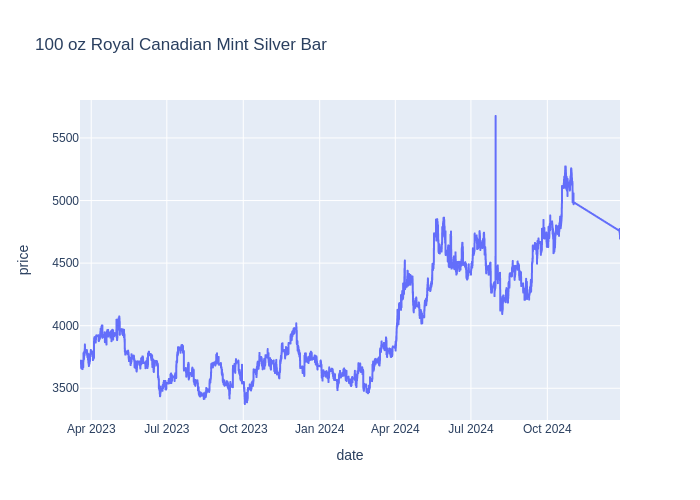 100 oz Royal Canadian Mint Silver Bar
price
5500
5000
4500
4000
3500
Apr 2023 Jul 2023 Oct 2023 Jan 2024 Apr 2024 Jul 2024 Oct 2024
date